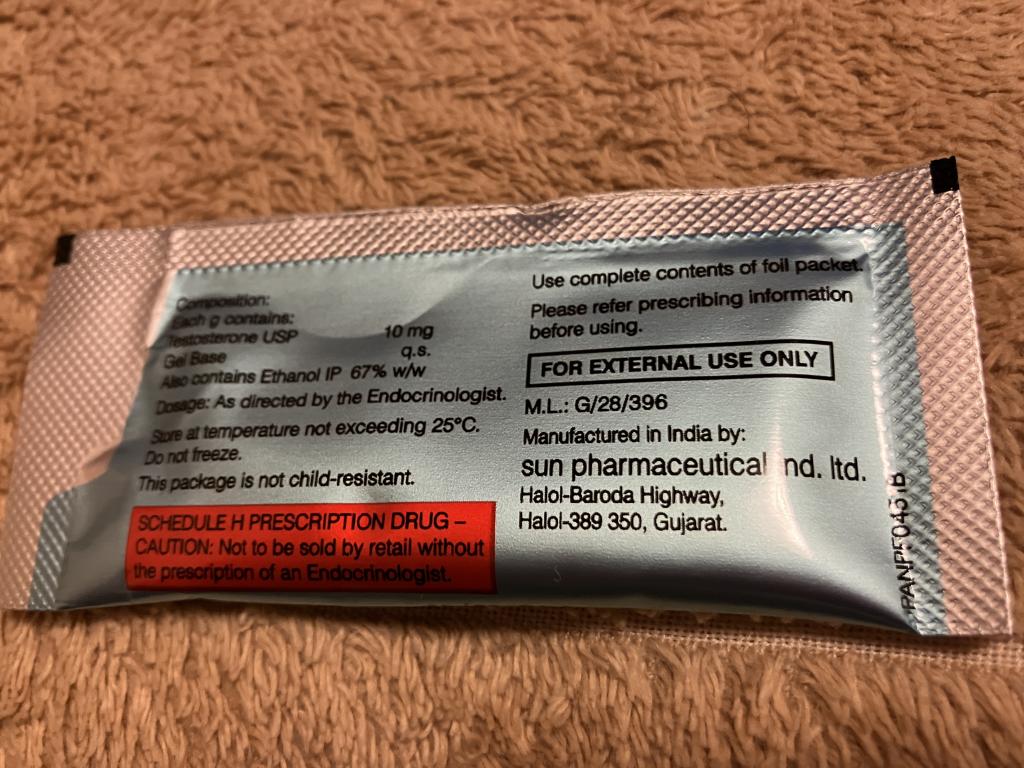 Composition:
Each g contains:
Testosterone USP 10 mg
Gel Base q.s.
Also contains Ethanol IP 67% w/w
Dosage: As directed by the Endocrinologist.
Store at temperature not exceeding 25°C.
Do not freeze.
This package is not child-resistant.
SCHEDULE H PRESCRIPTION DRUG –
CAUTION: Not to be sold by retail without
the prescription of an Endocrinologist.
Use complete contents of foil packet.
Please refer prescribing information
before using.
FOR EXTERNAL USE ONLY
M.L.: G/28/396
Manufactured in India by:
sun pharmaceutical nd. ltd.
Halol-Baroda Highway,
Halol-389 350, Gujarat.